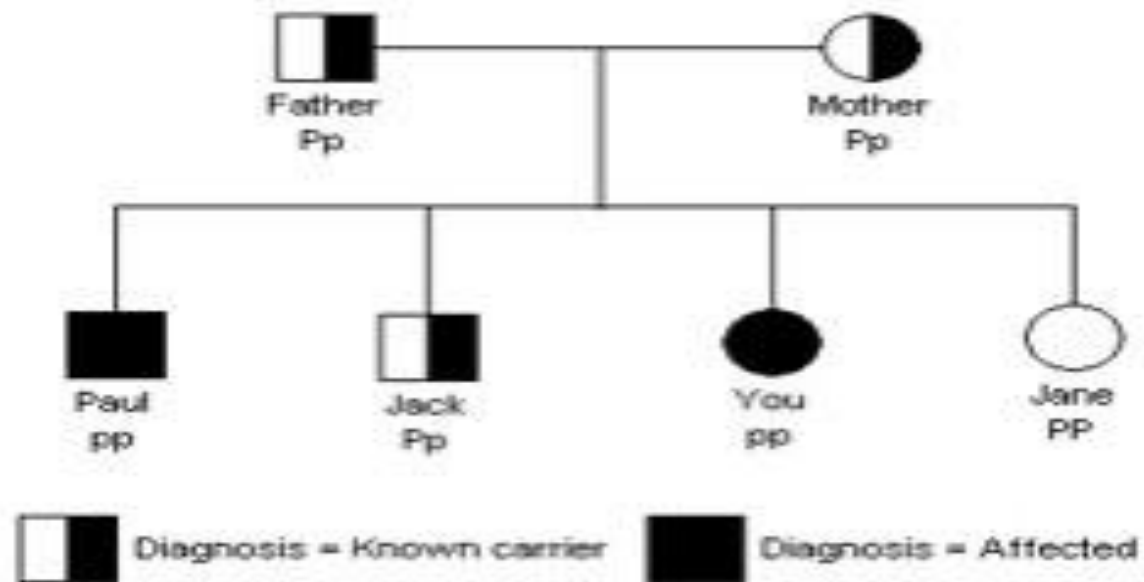 Father Mother
Pp Pp
Paul Jack You Jane
pp Pp pp PP
Diagnosis = Known carrier Diagnosis = Affected